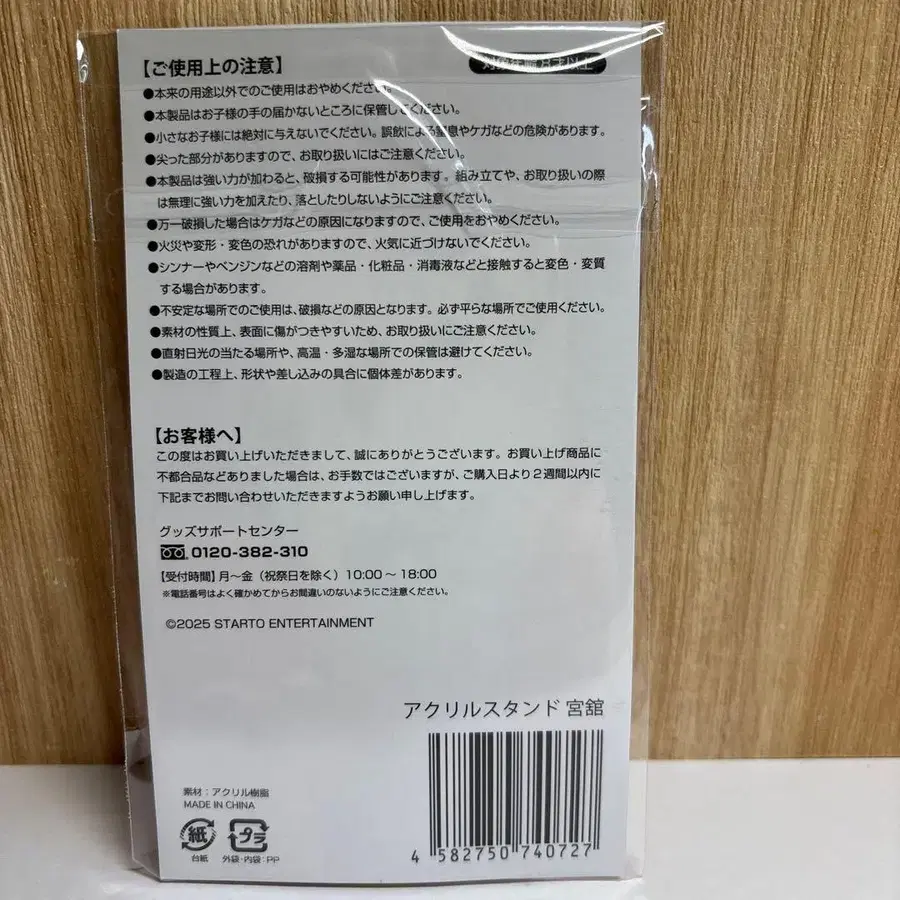 【ご使用上の注意】
対象年齢 8才以上
●本来の用途以外でのご使用はおやめください。
●本製品はお子様の手の届かないところに保管してください。
●小さなお子様には絶対に与えないでください。誤飲による窒息やケガなどの危険があります。
●尖った部分がありますので、お取り扱いにはご注意ください。
●本製品は強い力が加わると、破損する可能性があります。組み立てや、お取り扱いの際
は無理に強い力を加えたり、落としたりしないようにご注意ください。
●万一破損した場合はケガなどの原因になりますので、ご使用をおやめください。
●火災や変形・変色の恐れがありますので、火気に近づけないでください。
●シンナーやベンジンなどの溶剤や薬品・化粧品・消毒液などと接触すると変色・変質
する場合があります。
●不安定な場所でのご使用は、破損などの原因となります。必ず平らな場所でご使用ください。
●素材の性質上、表面に傷がつきやすいため、お取り扱いにご注意ください。
●直射日光の当たる場所や、高温・多湿な場所での保管は避けてください。
●製造の工程上、形状や差し込みの具合に個体差があります。
【お客様へ】
この度はお買い上げいただきまして、誠にありがとうございます。お買い上げ商品に
不都合品などありました場合は、お手数ではございますが、ご購入日より2週間以内に
下記までお問い合わせいただきますようお願い申し上げます。
グッズサポートセンター
0120-382-310
【受付時間】月〜金（祝祭日を除く）10:00〜18:00
※電話番号はよく確かめてからお間違いのないようにご注意ください。
©2025 STARTO ENTERTAINMENT
アクリルスタンド 宮舘
素材：アクリル樹脂
MADE IN CHINA
紙
台紙
プラ
外袋・内袋：PP
4 582750 740727